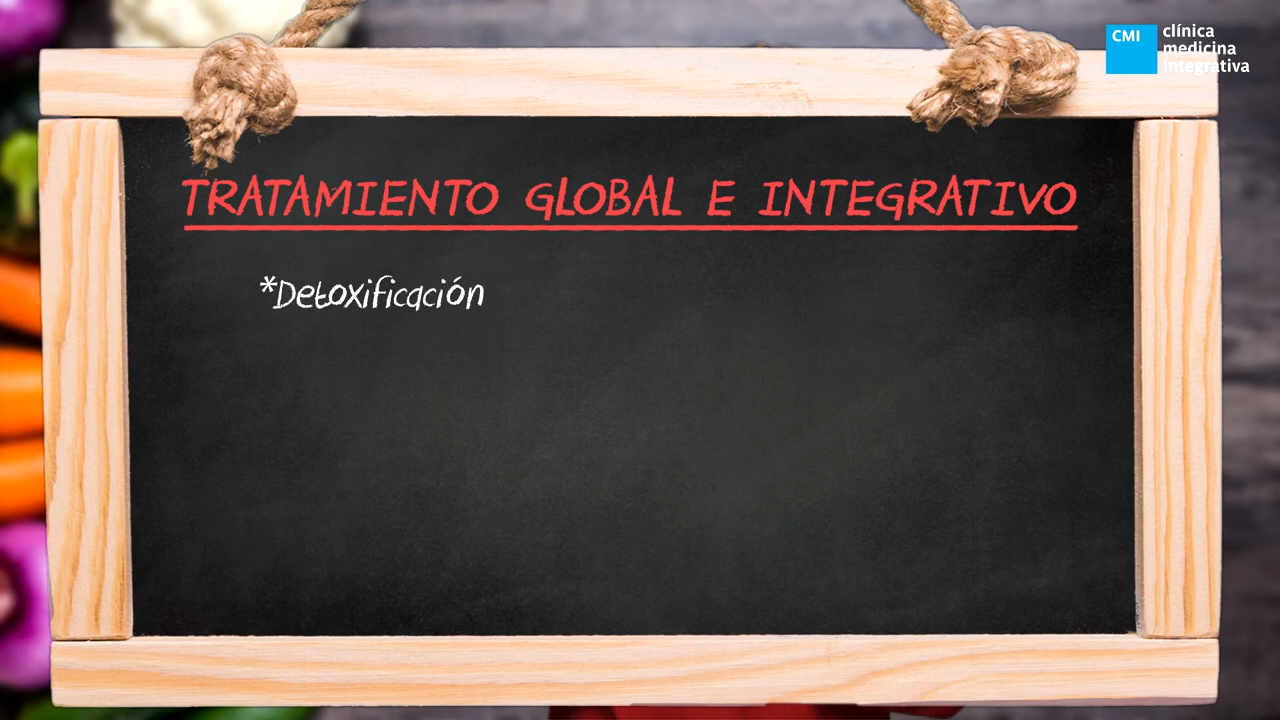 CMI
clínica
medicina
integrativa
TRATAMIENTO GLOBAL E INTEGRATIVO
*Detoxificación